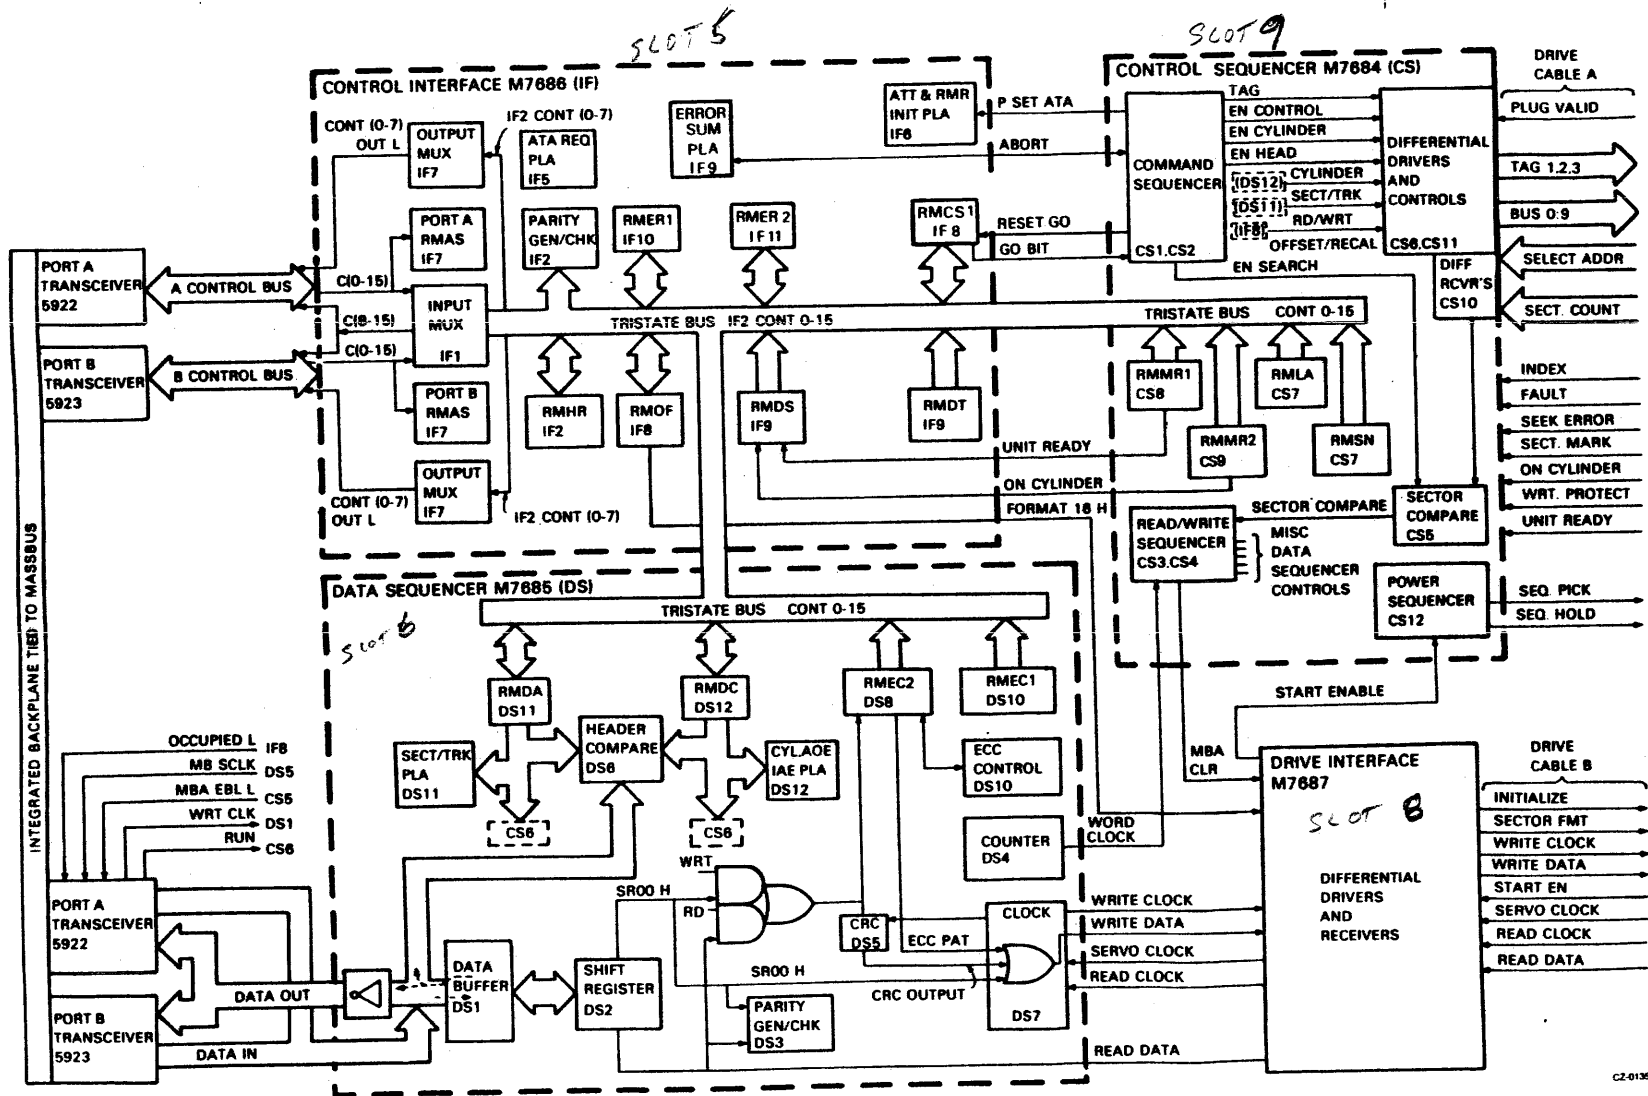 SLOT 5
SLOT 9
CONTROL INTERFACE M7686 (IF)
CONT (0-7)
OUT L
OUTPUT
MUX
IF7
IF2 CONT (0-7)
ATA REQ
PLA
IF5
ERROR
SUM
PLA
IF9
ATT & RMR
INIT PLA
IF6
P SET ATA
ABORT
PORT A
RMAS
IF7
PARITY
GEN/CHK
IF2
RMER1
IF10
RMER 2
IF11
RMCS1
IF 8
RESET GO
GO BIT
CONTROL SEQUENCER M7684 (CS)
COMMAND
SEQUENCER
CS1.CS2
TAG
EN CONTROL
EN CYLINDER
EN HEAD
(DS12)
CYLINDER
(DS11)
SECT/TRK
(IF8)
RD/WRT
OFFSET/RECAL
EN SEARCH
DIFFERENTIAL
DRIVERS
AND
CONTROLS
CS6.CS11
DIFF
RCVR'S
CS10
DRIVE
CABLE A
PLUG VALID
TAG 1,2,3
BUS 0:9
SELECT ADDR
SECT. COUNT
INDEX
FAULT
SEEK ERROR
SECT. MARK
ON CYLINDER
WRT. PROTECT
UNIT READY
SEQ. PICK
SEQ. HOLD
INTEGRATED BACKPLANE TIED TO MASSBUS
PORT A
TRANSCEIVER
5922
A CONTROL BUS
C(0-15)
INPUT
MUX
IF1
C(8-15)
C(0-15)
PORT B
TRANSCEIVER
5923
B CONTROL BUS
PORT B
RMAS
IF7
OUTPUT
MUX
IF7
CONT (0-7)
OUT L
IF2 CONT (0-7)
TRISTATE BUS IF2 CONT 0-15
TRISTATE BUS CONT 0-15
RMHR
IF2
RMOF
IF8
RMDS
IF9
RMDT
IF9
RMMR1
CS8
RMLA
CS7
RMMR2
CS9
RMSN
CS7
UNIT READY
ON CYLINDER
FORMAT 18 H
SECTOR COMPARE
SECTOR
COMPARE
CS5
READ/WRITE
SEQUENCER
CS3.CS4
MISC
DATA
SEQUENCER
CONTROLS
POWER
SEQUENCER
CS12
START ENABLE
DATA SEQUENCER M7685 (DS)
SLOT 6
TRISTATE BUS CONT 0-15
RMDA
DS11
RMDC
DS12
RMEC2
DS8
RMEC1
DS10
HEADER
COMPARE
DS6
SECT/TRK
PLA
DS11
CYL.AOE
IAE PLA
DS12
ECC
CONTROL
DS10
CS6
CS6
COUNTER
DS4
WORD
CLOCK
MBA
CLR
OCCUPIED L
IF8
MB SCLK
DS5
MBA EBL L
CS5
WRT CLK
DS1
RUN
CS6
PORT A
TRANSCEIVER
5922
PORT B
TRANSCEIVER
5923
DATA OUT
DATA IN
DATA
BUFFER
DS1
SHIFT
REGISTER
DS2
SR00 H
WRT
RD
CRC
DS5
ECC PAT
SR00 H
CRC OUTPUT
PARITY
GEN/CHK
DS3
CLOCK
DS7
WRITE CLOCK
WRITE DATA
SERVO CLOCK
READ CLOCK
READ DATA
DRIVE INTERFACE
M7687
SLOT 8
DIFFERENTIAL
DRIVERS
AND
RECEIVERS
DRIVE
CABLE B
INITIALIZE
SECTOR FMT
WRITE CLOCK
WRITE DATA
START EN
SERVO CLOCK
READ CLOCK
READ DATA
CZ-0135